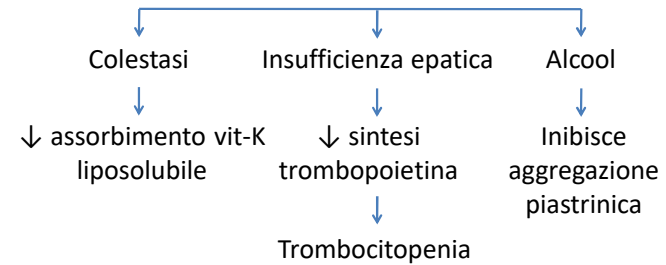 Colestasi
Insufficienza epatica
Alcool
↓ assorbimento vit-K
liposolubile
↓ sintesi
trombopoietina
Inibisce
aggregazione
piastrinica
Trombocitopenia